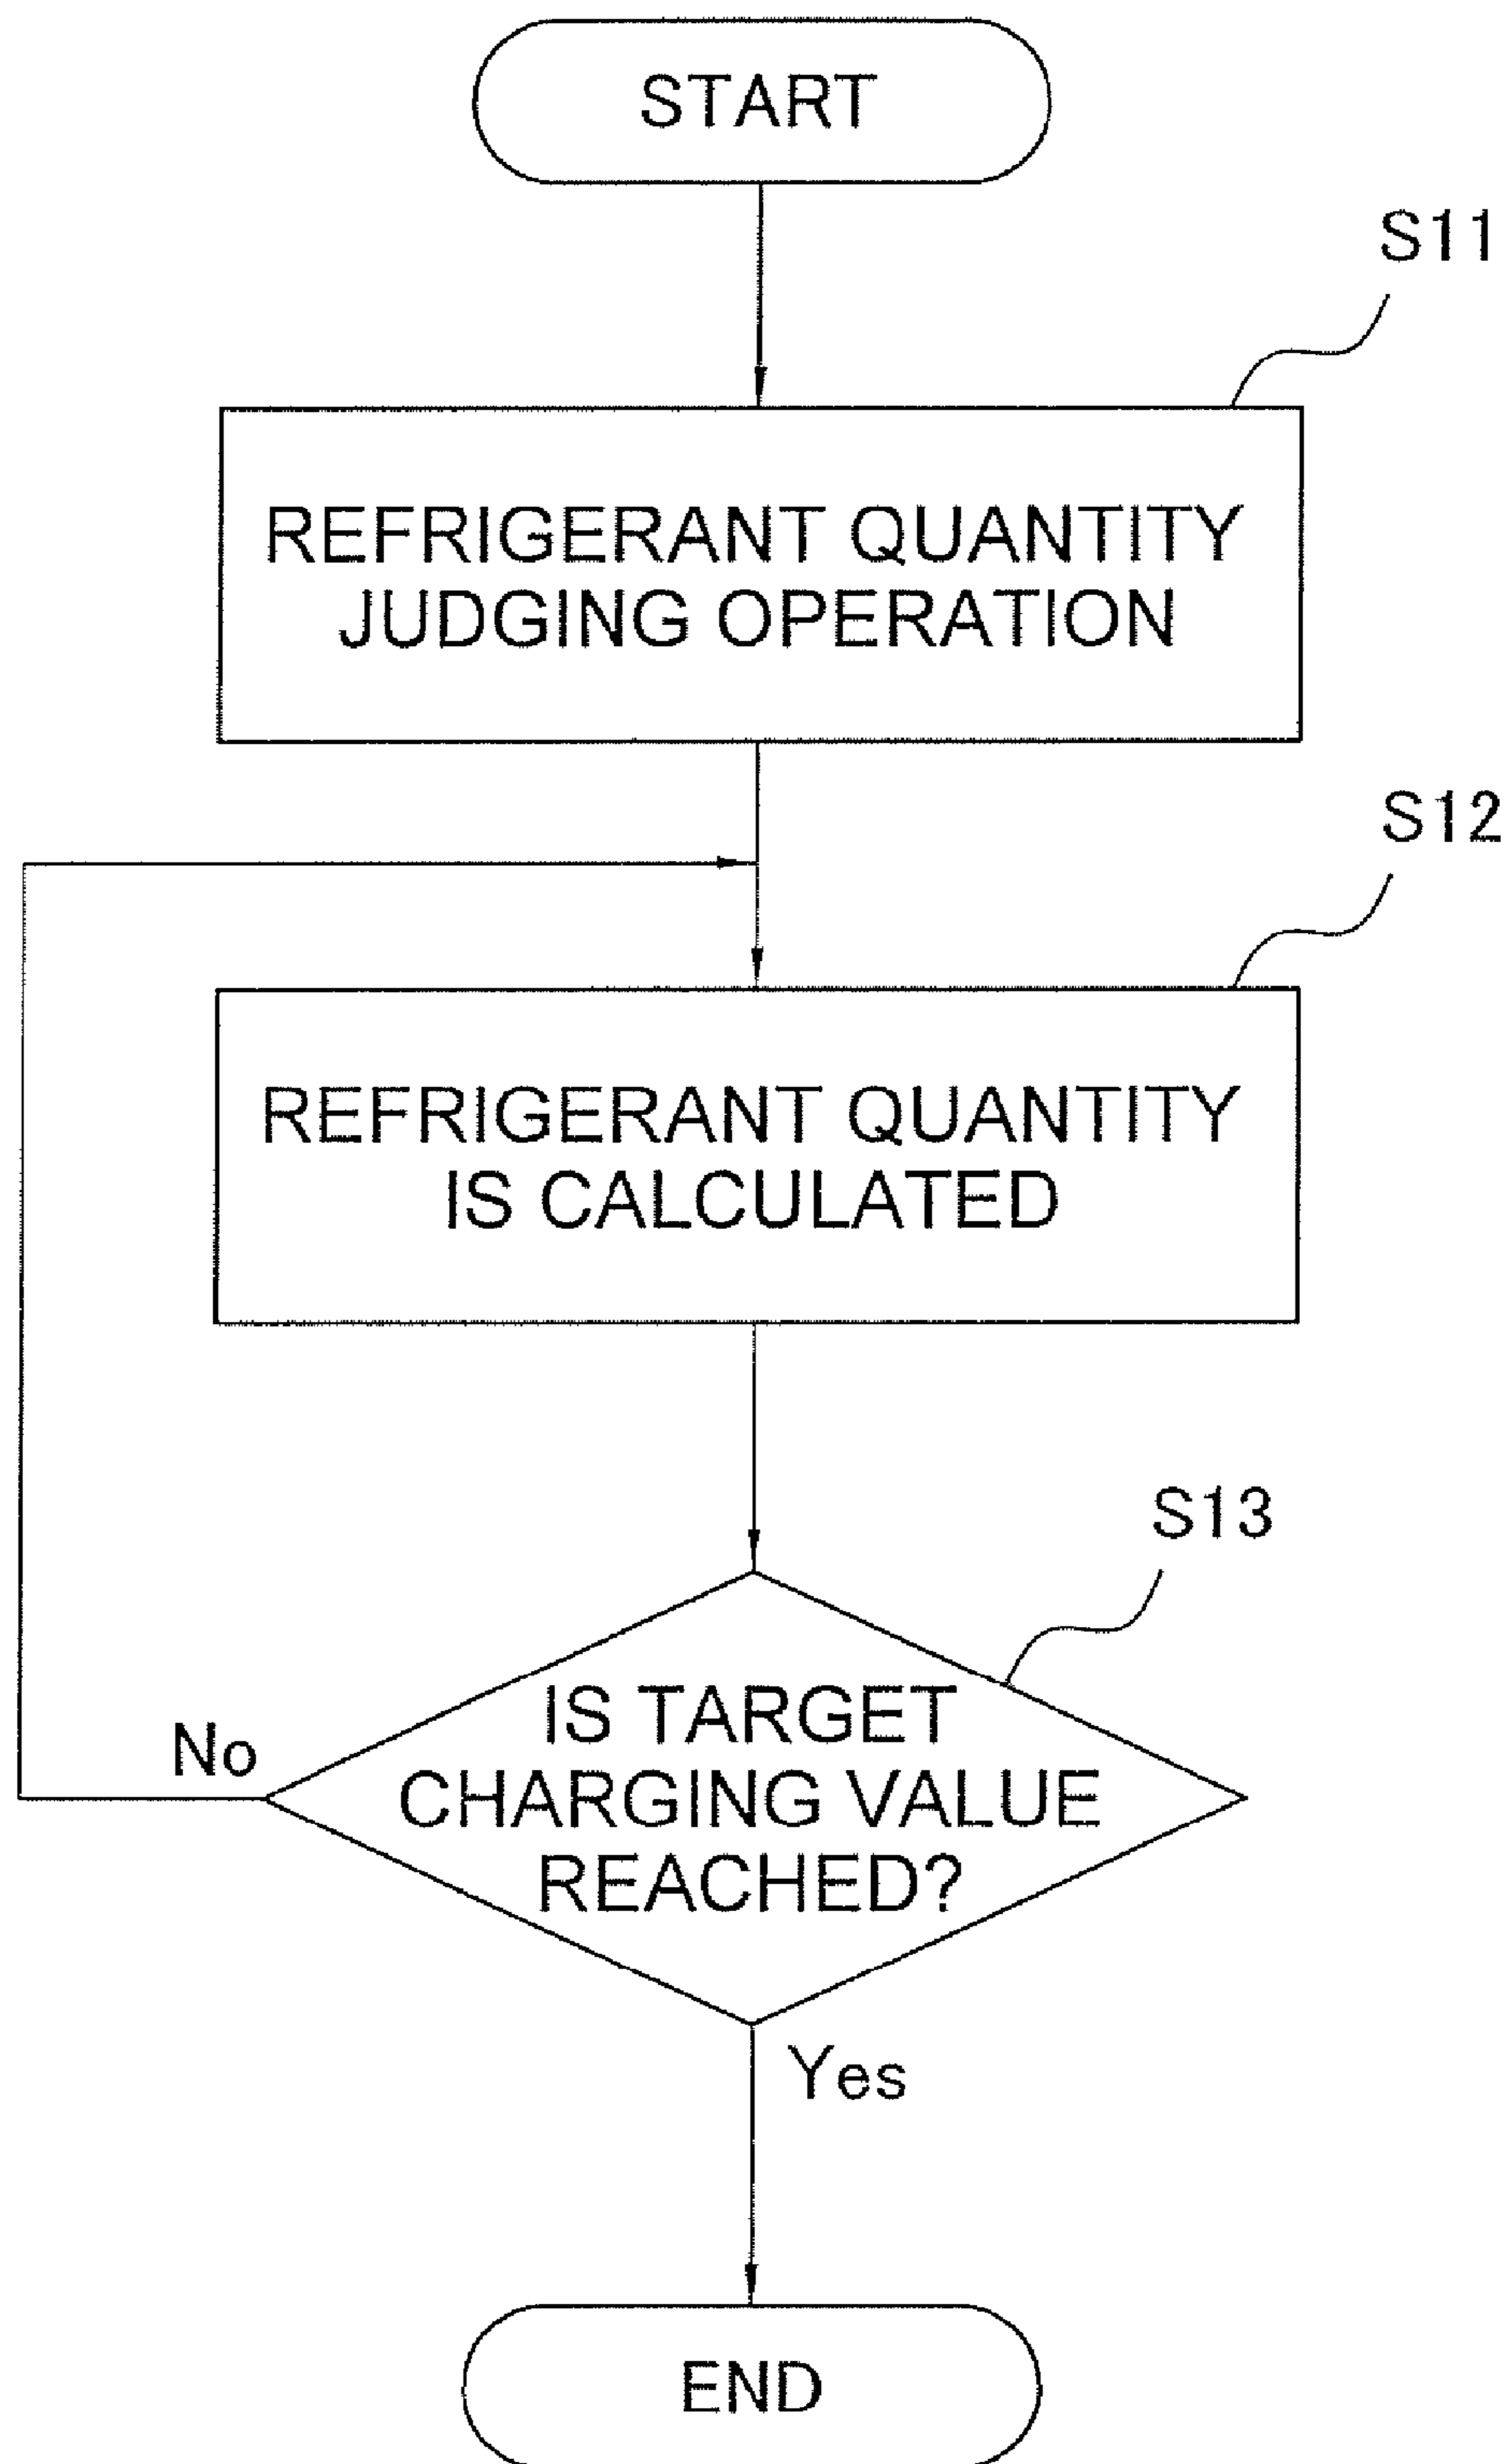 START
S11
REFRIGERANT QUANTITY
JUDGING OPERATION
S12
REFRIGERANT QUANTITY
IS CALCULATED
S13
IS TARGET
CHARGING VALUE
REACHED?
No
Yes
END